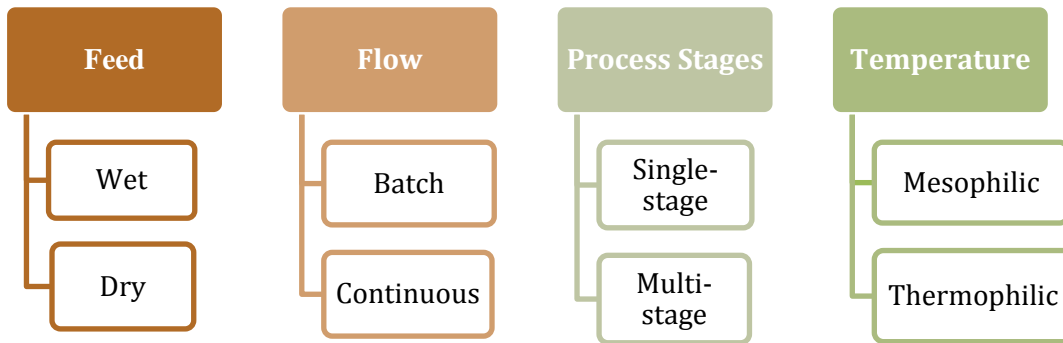 Feed
Wet
Dry
Flow
Batch
Continuous
Process Stages
Single-
stage
Multi-
stage
Temperature
Mesophilic
Thermophilic